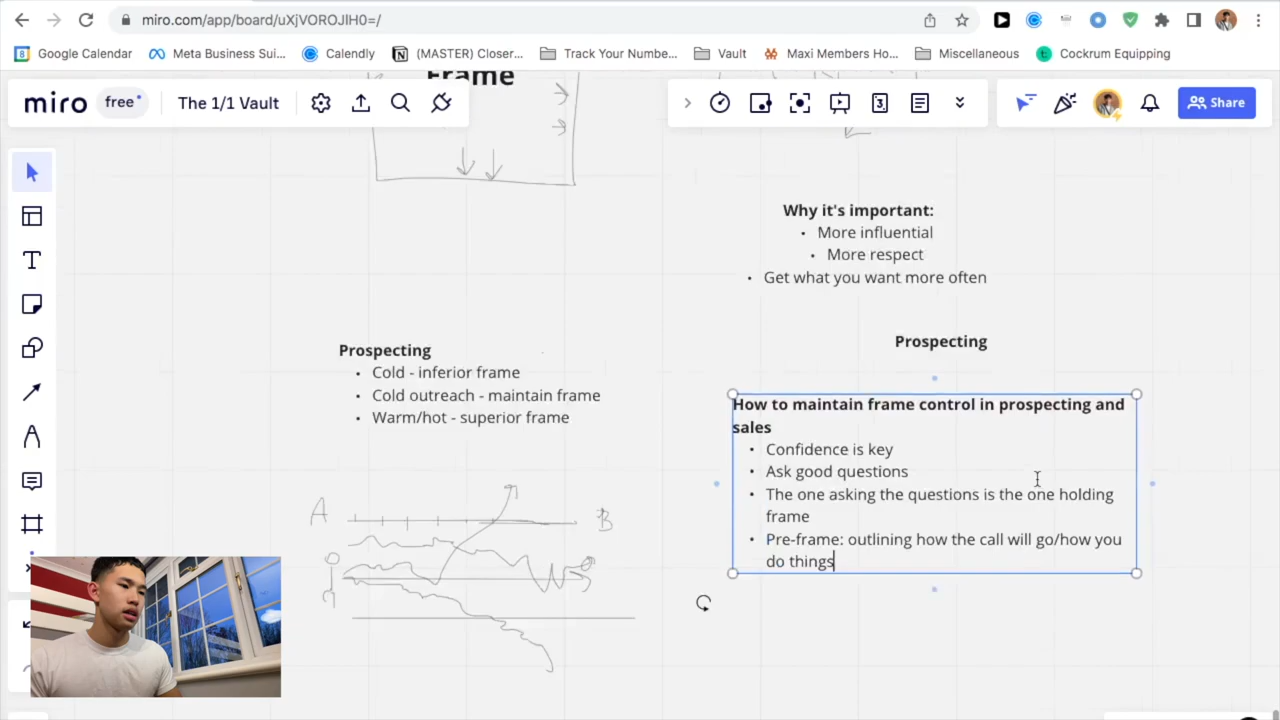 miro.com/app/board/uXjVOROJIH0=/
Google Calendar
Meta Business Sui...
Calendly
(MASTER) Closer...
Track Your Numbe...
Vault
Maxi Members Ho...
Miscellaneous
Cockrum Equipping
Frame
miro
free
The 1/1 Vault
3
Share
Why it's important:
• More influential
• More respect
• Get what you want more often
Prospecting
• Cold - inferior frame
• Cold outreach - maintain frame
• Warm/hot - superior frame
Prospecting
How to maintain frame control in prospecting and
sales
• Confidence is key
• Ask good questions
• The one asking the questions is the one holding
frame
• Pre-frame: outlining how the call will go/how you
do things
A
B